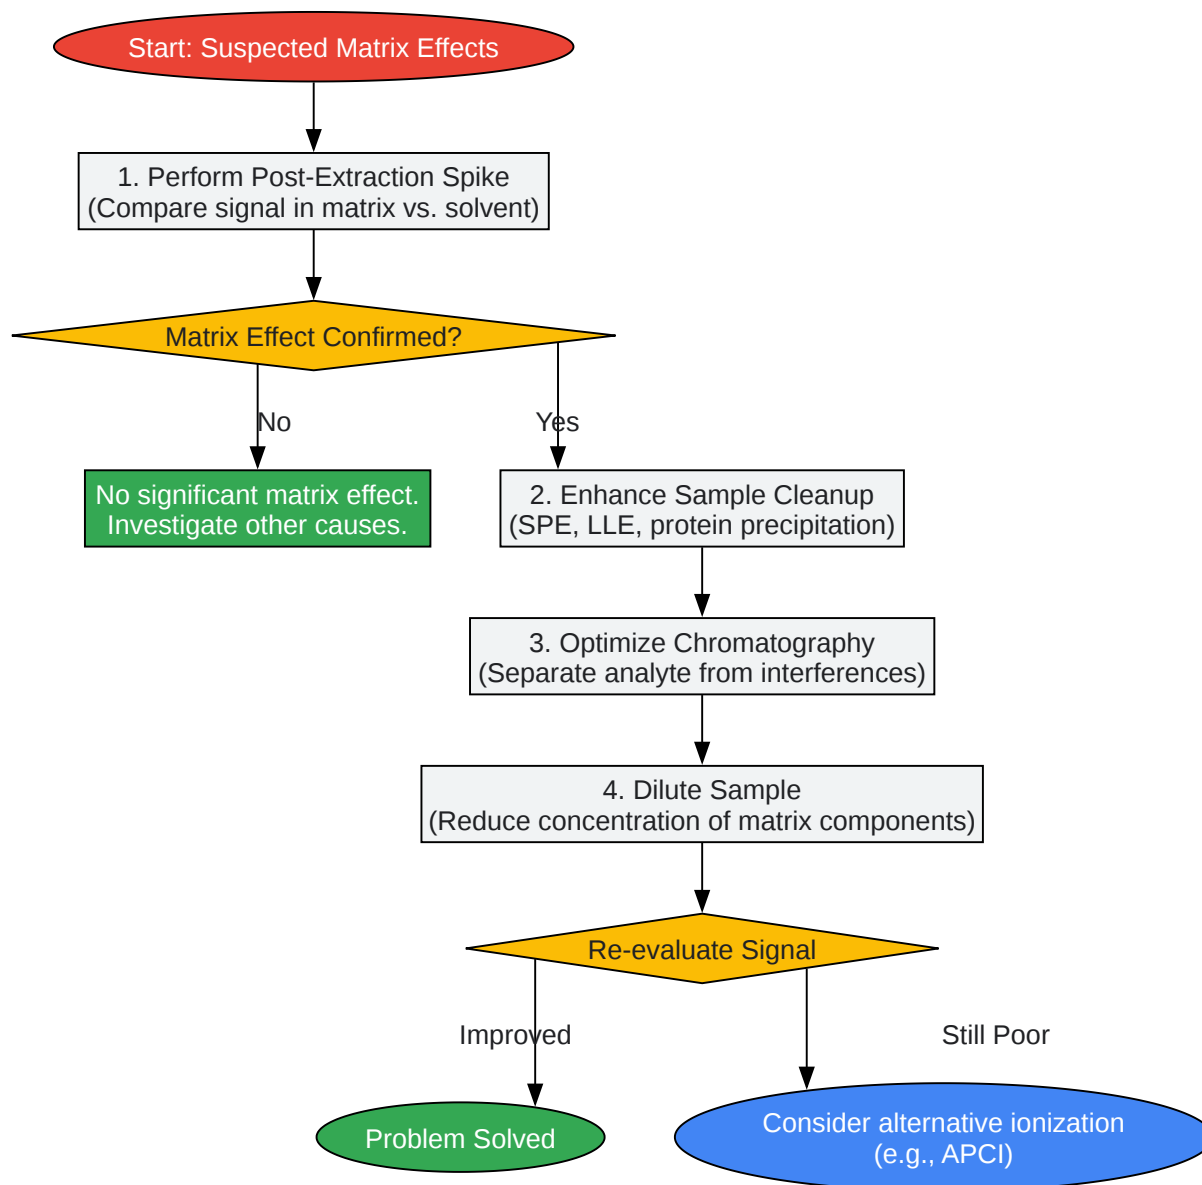 Start: Suspected Matrix Effects
1. Perform Post-Extraction Spike
(Compare signal in matrix vs. solvent)
Matrix Effect Confirmed?
No
Yes
No significant matrix effect.
Investigate other causes.
2. Enhance Sample Cleanup
(SPE, LLE, protein precipitation)
3. Optimize Chromatography
(Separate analyte from interferences)
4. Dilute Sample
(Reduce concentration of matrix components)
Re-evaluate Signal
Improved
Still Poor
Problem Solved
Consider alternative ionization
(e.g., APCI)